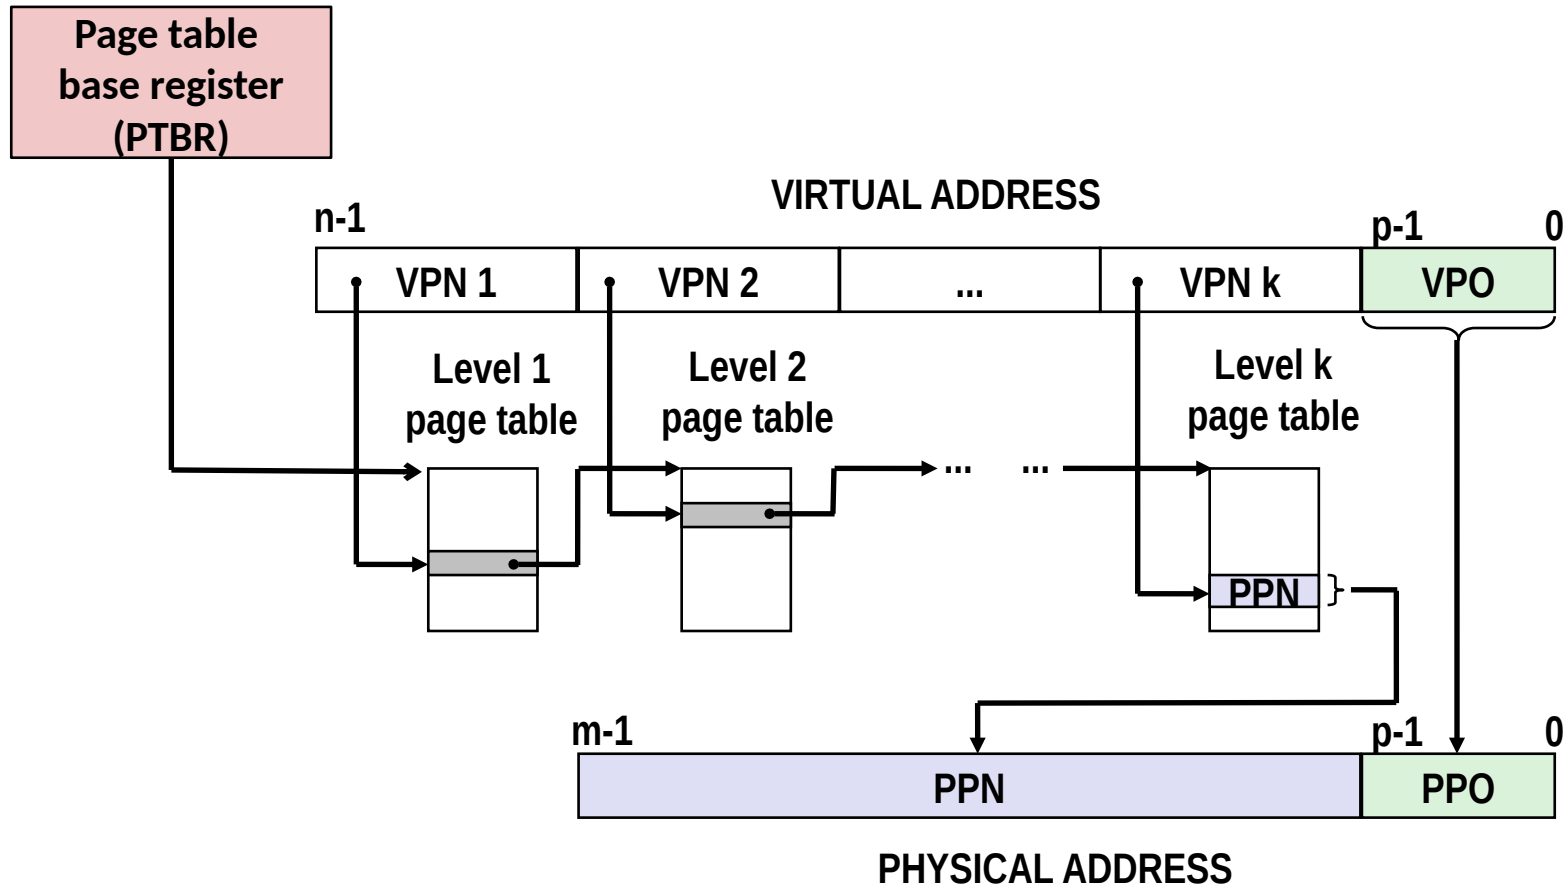 Page table
base register
(PTBR)
VIRTUAL ADDRESS
n-1
p-1
0
VPN 1
VPN 2
...
VPN k
VPO
Level 1
page table
Level 2
page table
Level k
page table
...
...
PPN
m-1
p-1
0
PPN
PPO
PHYSICAL ADDRESS